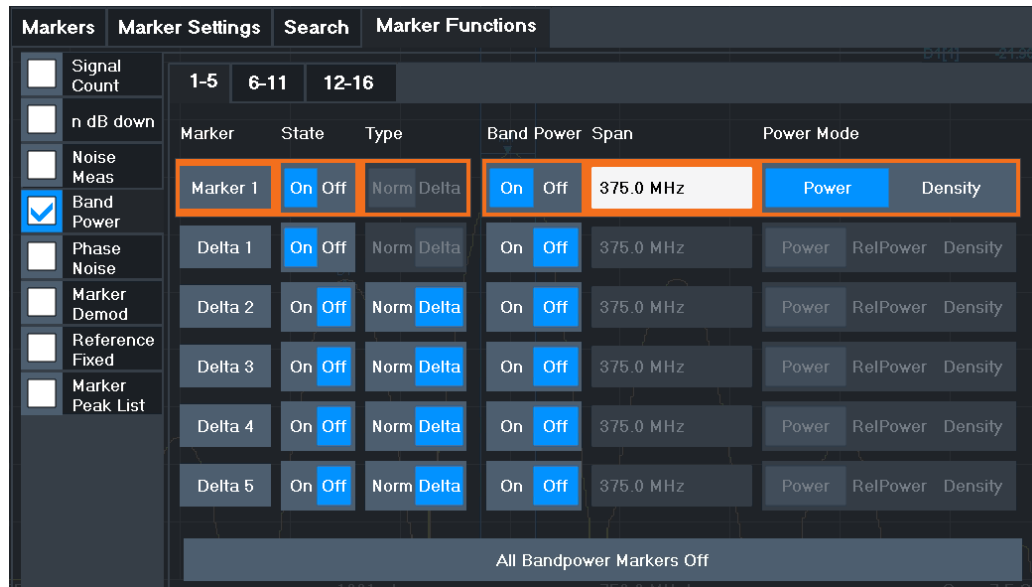 Markers Marker Settings Search Marker Functions
Signal Count
n dB down
Noise Meas
Band Power
Phase Noise
Marker Demod
Reference Fixed
Marker Peak List
1-5 6-11 12-16
Marker State Type Band Power Span Power Mode
Marker 1 On Off Norm Delta On Off 375.0 MHz Power Density
Delta 1 On Off Norm Delta On Off 375.0 MHz Power RelPower Density
Delta 2 On Off Norm Delta On Off 375.0 MHz Power RelPower Density
Delta 3 On Off Norm Delta On Off 375.0 MHz Power RelPower Density
Delta 4 On Off Norm Delta On Off 375.0 MHz Power RelPower Density
Delta 5 On Off Norm Delta On Off 375.0 MHz Power RelPower Density
All Bandpower Markers Off